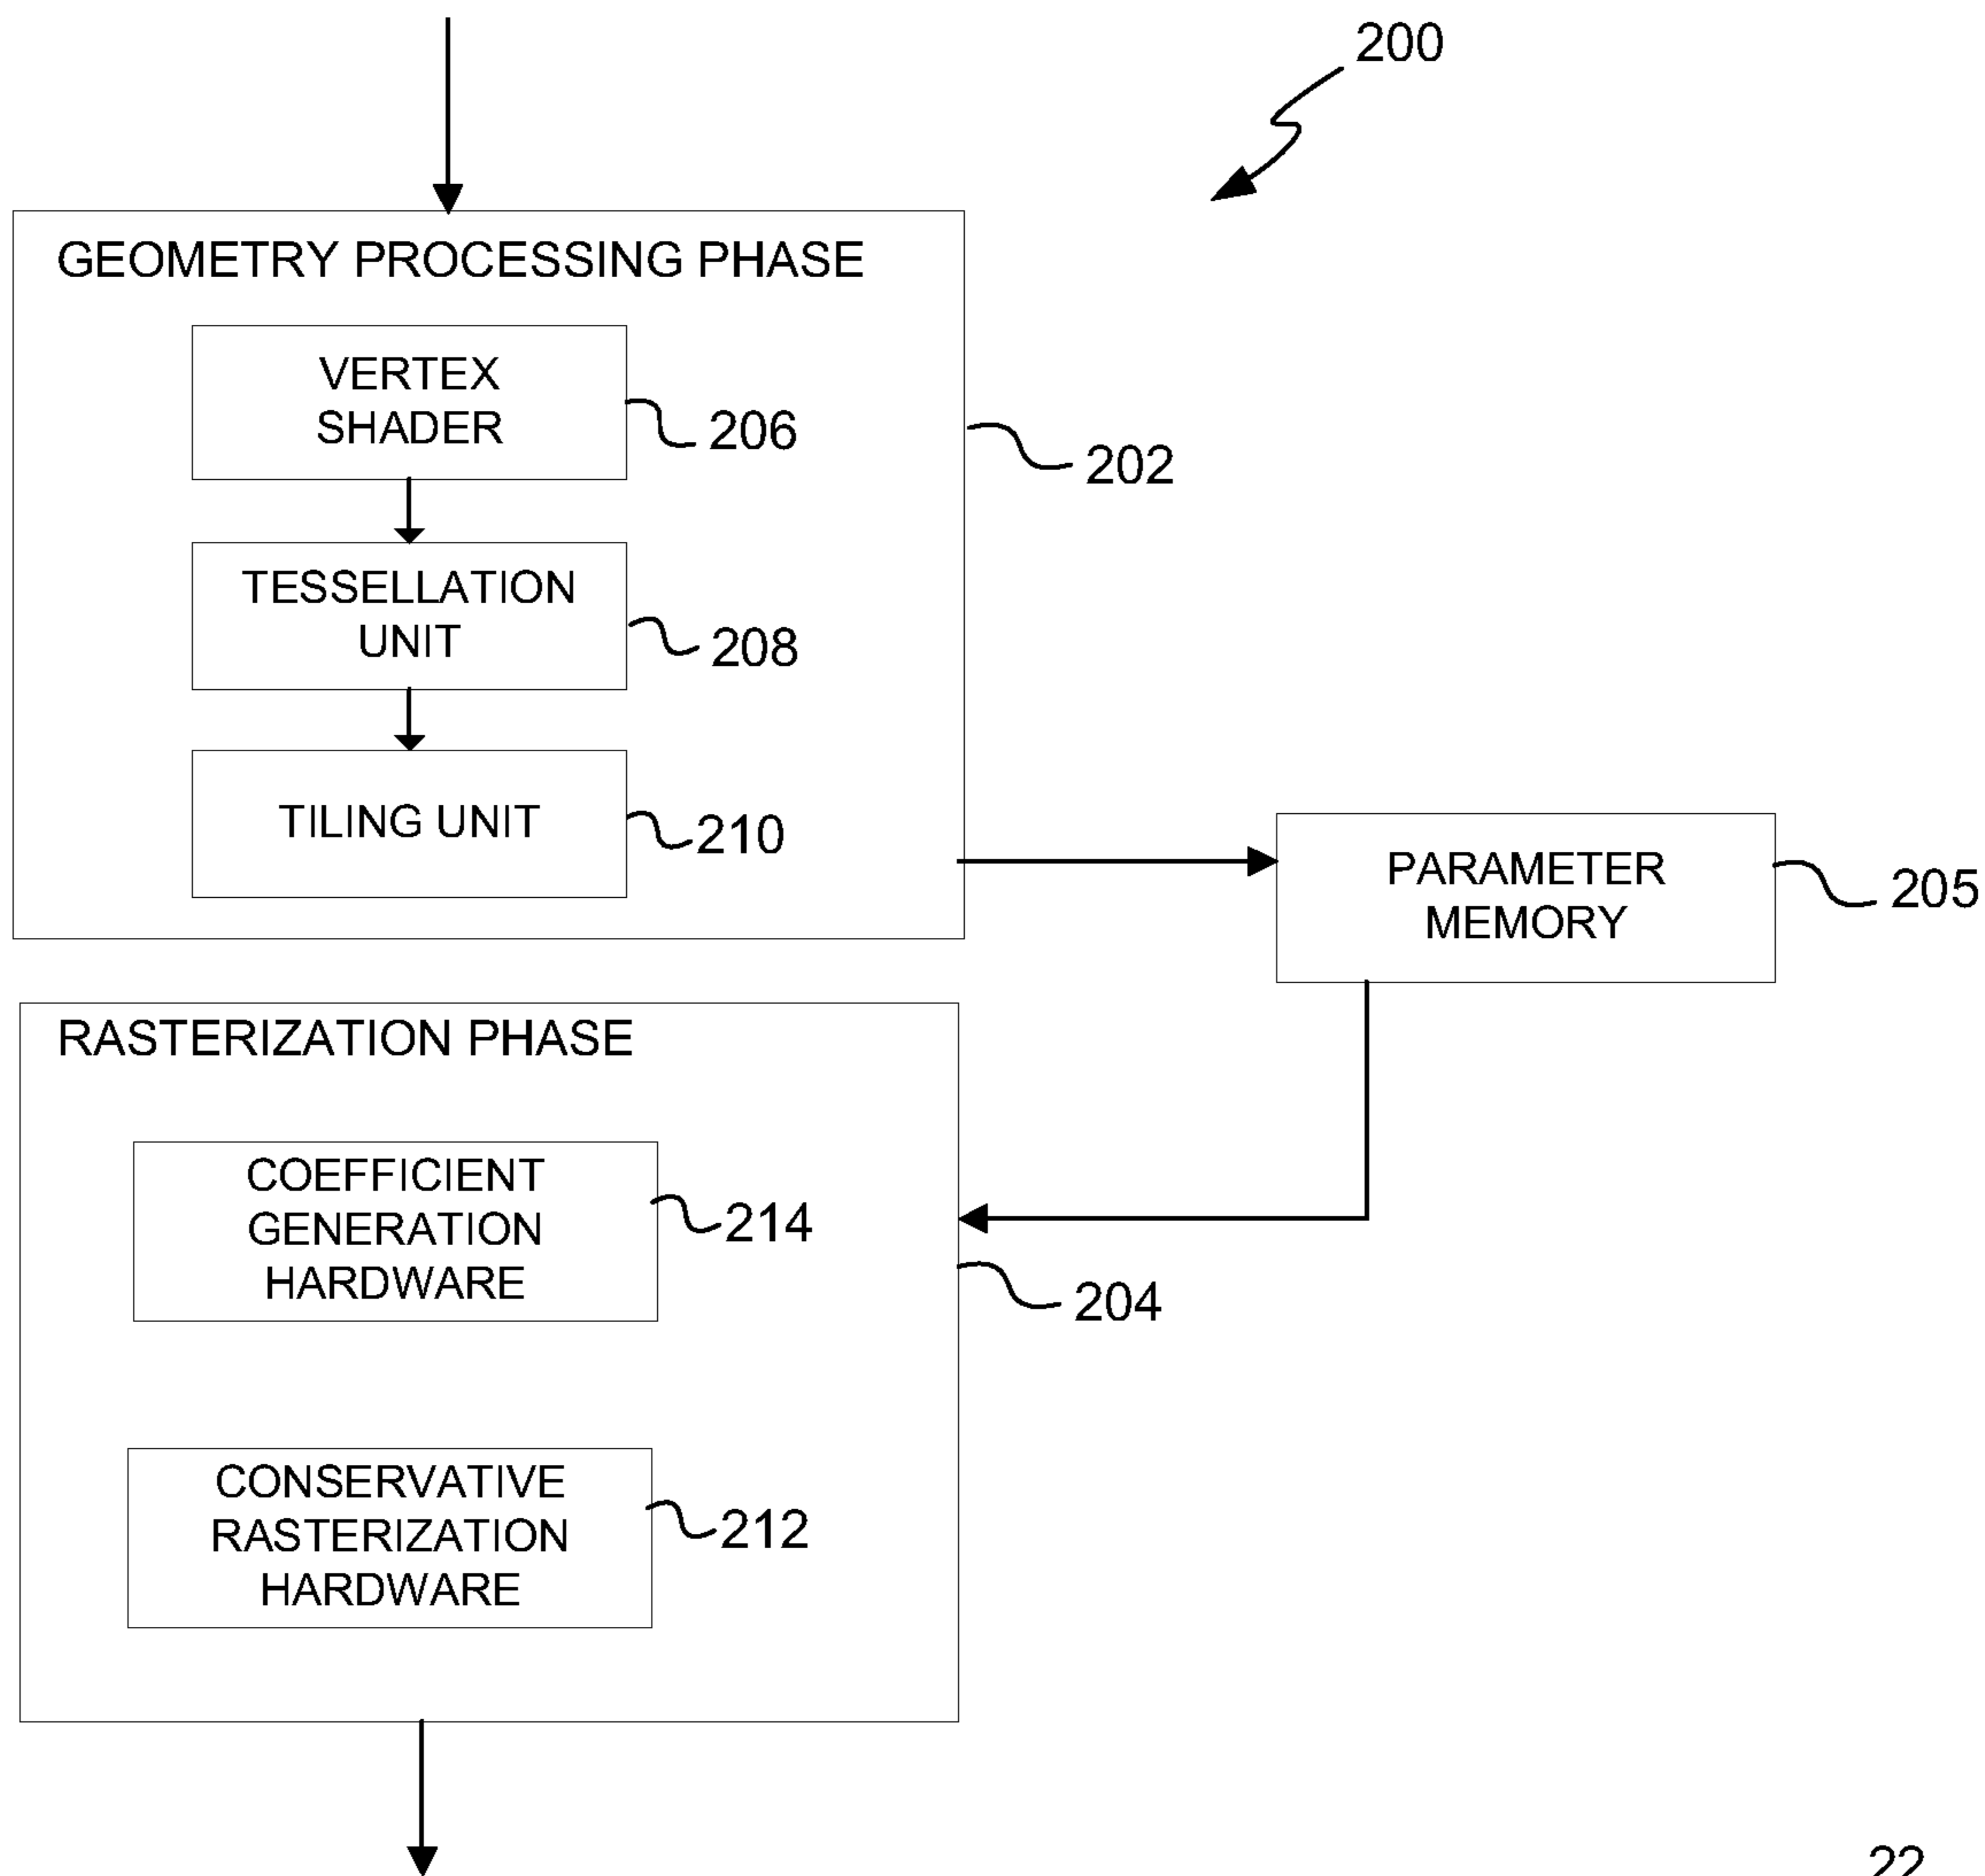 200
GEOMETRY PROCESSING PHASE
VERTEX
SHADER
206
202
TESSELLATION
UNIT
208
TILING UNIT
210
PARAMETER
MEMORY
205
RASTERIZATION PHASE
COEFFICIENT
GENERATION
HARDWARE
214
204
CONSERVATIVE
RASTERIZATION
HARDWARE
212
22